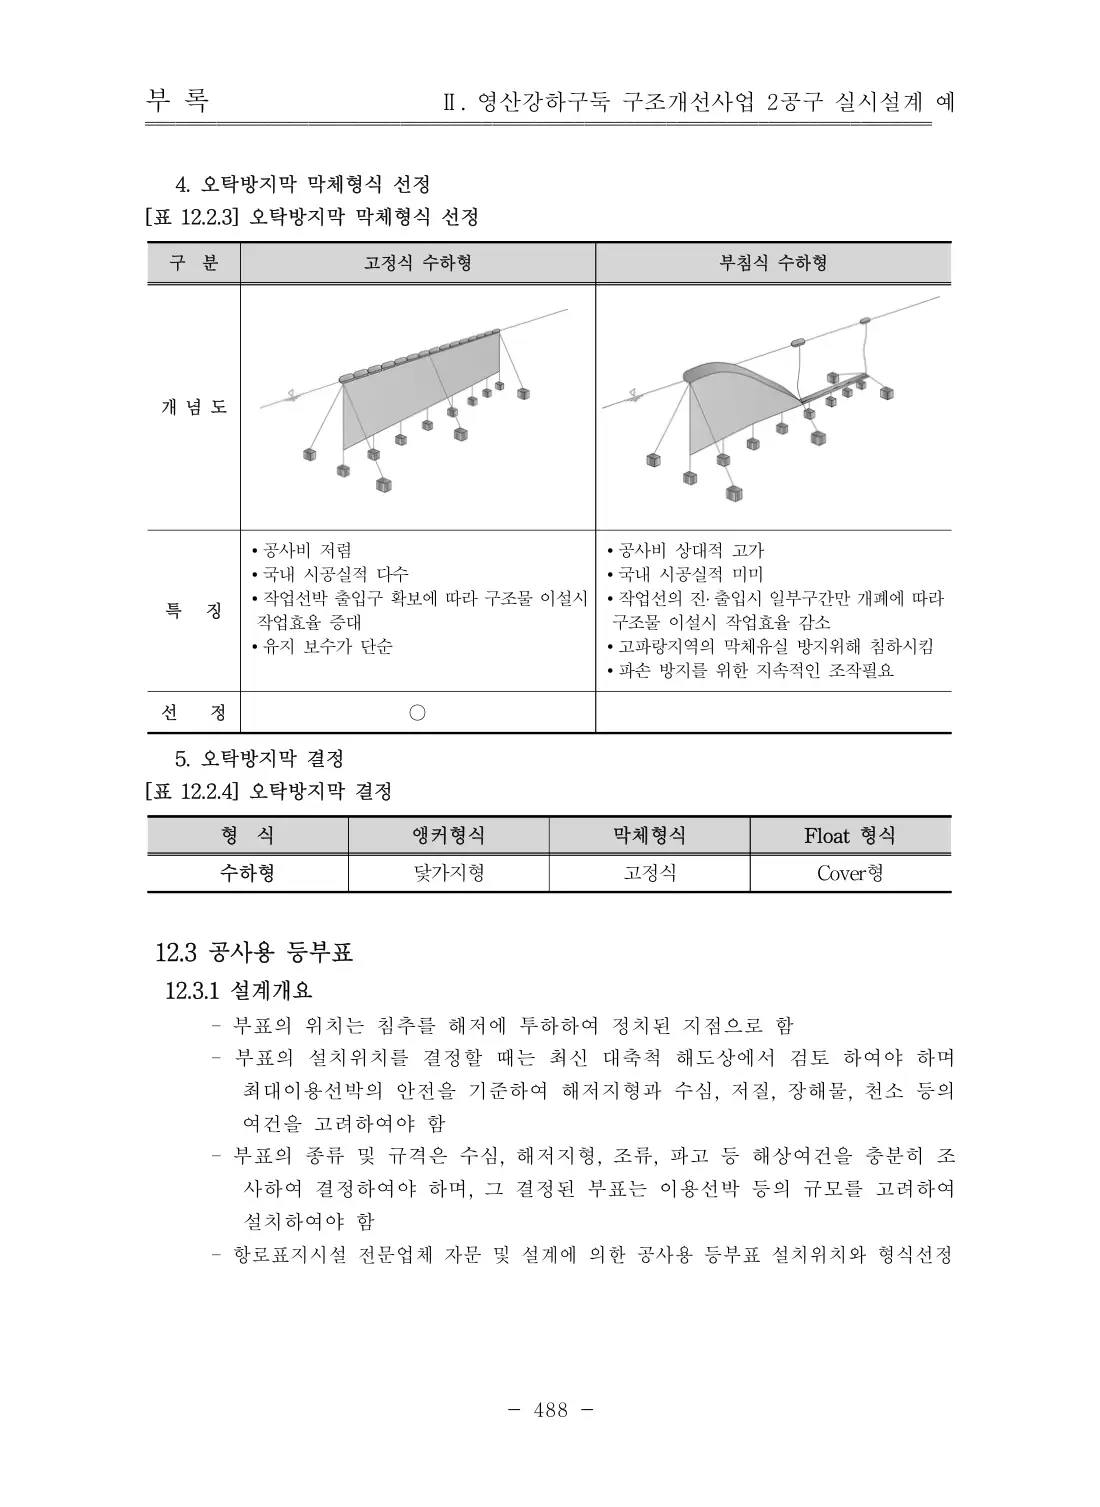 부 록
Ⅱ. 영산강하구둑 구조개선사업 2공구 실시설계 예
4. 오탁방지막 막체형식 선정
[표 12.2.3] 오탁방지막 막체형식 선정
구 분 고정식 수하형 부침식 수하형
개 념 도
특 징
•공사비 저렴
•국내 시공실적 다수
•작업선박 출입구 확보에 따라 구조물 이설시
작업효율 증대
•유지 보수가 단순
•공사비 상대적 고가
•국내 시공실적 미미
•작업선의 진·출입시 일부구간만 개폐에 따라
구조물 이설시 작업효율 감소
•고파랑지역의 막체유실 방지위해 침하시킴
•파손 방지를 위한 지속적인 조작필요
선 정 ○
5. 오탁방지막 결정
[표 12.2.4] 오탁방지막 결정
형 식 앵커형식 막체형식 Float 형식
수하형 닻가지형 고정식 Cover형
12.3 공사용 등부표
12.3.1 설계개요
- 부표의 위치는 침추를 해저에 투하하여 정치된 지점으로 함
- 부표의 설치위치를 결정할 때는 최신 대축척 해도상에서 검토 하여야 하며
최대이용선박의 안전을 기준하여 해저지형과 수심, 저질, 장해물, 천소 등의
여건을 고려하여야 함
- 부표의 종류 및 규격은 수심, 해저지형, 조류, 파고 등 해상여건을 충분히 조
사하여 결정하여야 하며, 그 결정된 부표는 이용선박 등의 규모를 고려하여
설치하여야 함
- 항로표지시설 전문업체 자문 및 설계에 의한 공사용 등부표 설치위치와 형식선정
- 488 -